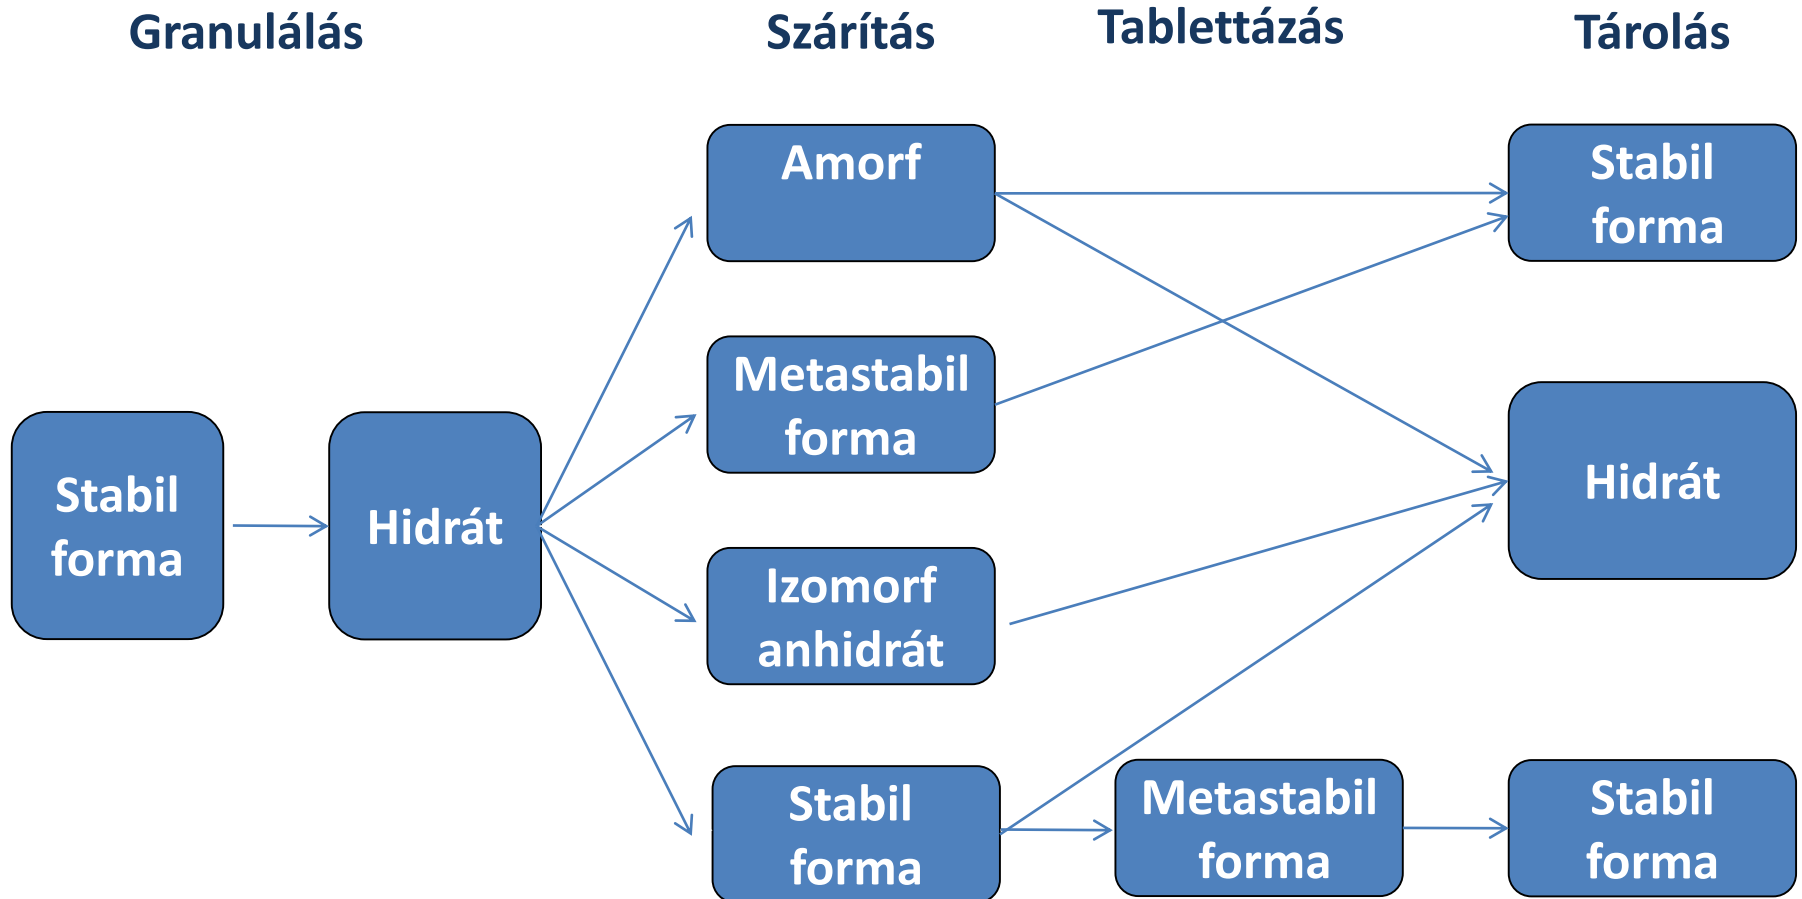 Granulálás
Szárítás
Tablettázás
Tárolás
Amorf
Stabil
forma
Metastabil
forma
Stabil
forma
Hidrát
Hidrát
Izomorf
anhidrát
Stabil
forma
Metastabil
forma
Stabil
forma